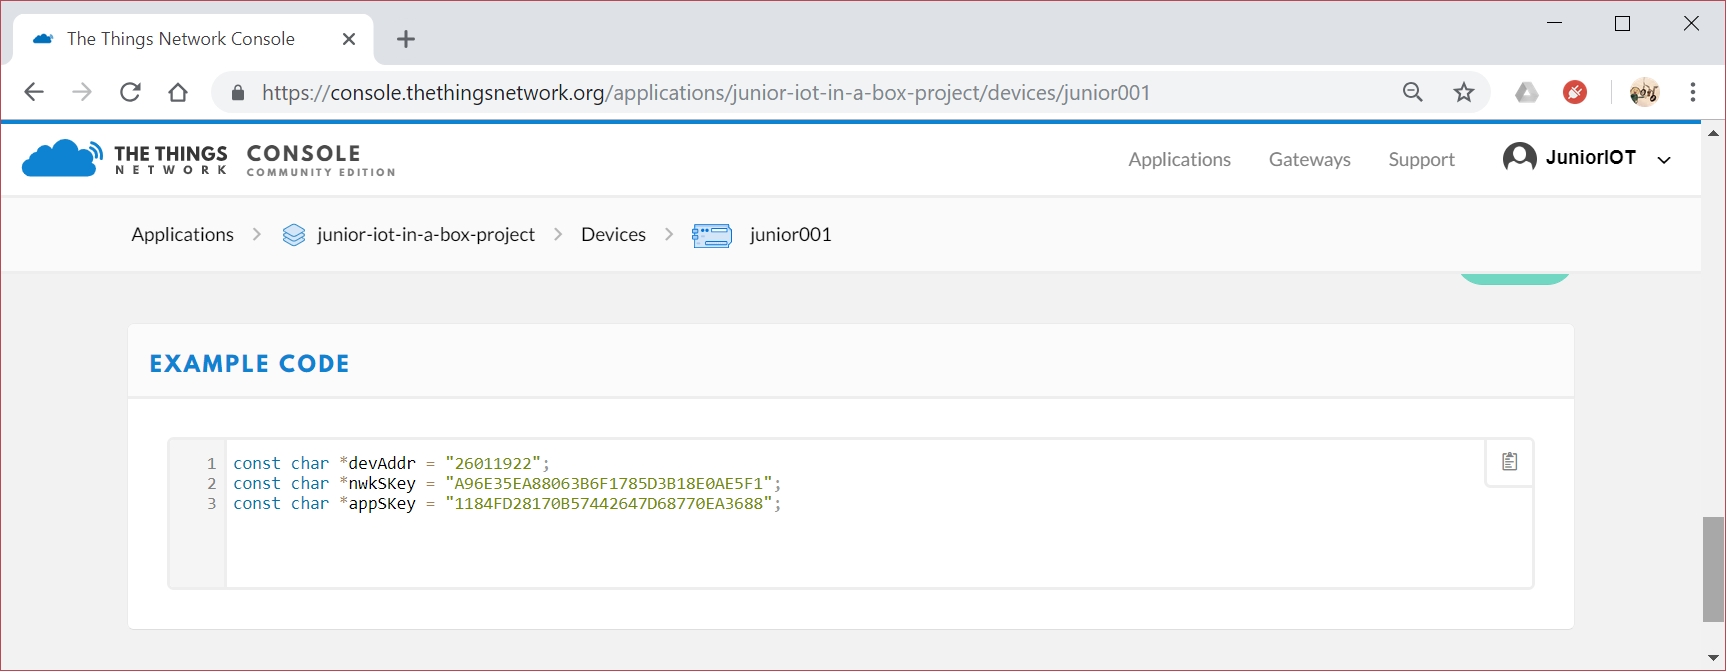 The Things Network Console
https://console.thethingsnetwork.org/applications/junior-iot-in-a-box-project/devices/junior001
THE THINGS NETWORK CONSOLE COMMUNITY EDITION
Applications Gateways Support JuniorIOT
Applications junior-iot-in-a-box-project Devices junior001
EXAMPLE CODE
1 const char *devAddr = "26011922";
2 const char *nwkSKey = "A96E35EA88063B6F1785D3B18E0AE5F1";
3 const char *appSKey = "1184FD28170B57442647D68770EA3688";